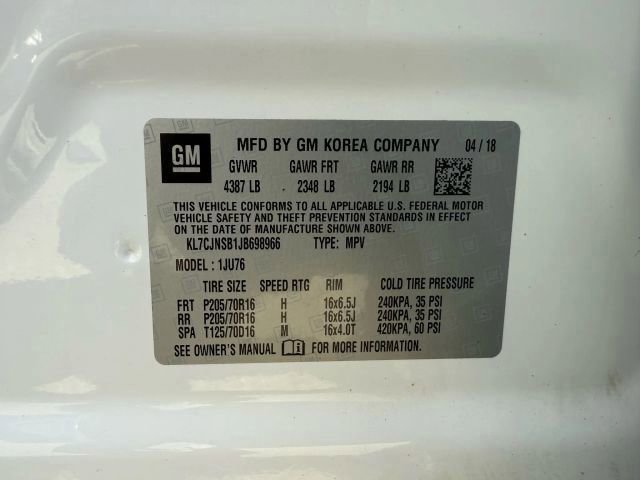 GM MFD BY GM KOREA COMPANY 04 / 18
GVWR GAWR FRT GAWR RR
4387 LB 2348 LB 2194 LB
THIS VEHICLE CONFORMS TO ALL APPLICABLE U.S. FEDERAL MOTOR
VEHICLE SAFETY AND THEFT PREVENTION STANDARDS IN EFFECT
ON THE DATE OF MANUFACTURE SHOWN ABOVE.
KL7CJNSB1JB698966 TYPE: MPV
MODEL : 1JU76
TIRE SIZE SPEED RTG RIM COLD TIRE PRESSURE
FRT P205/70R16 H 16x6.5J 240KPA, 35 PSI
RR P205/70R16 H 16x6.5J 240KPA, 35 PSI
SPA T125/70D16 M 16x4.0T 420KPA, 60 PSI
SEE OWNER'S MANUAL FOR MORE INFORMATION.